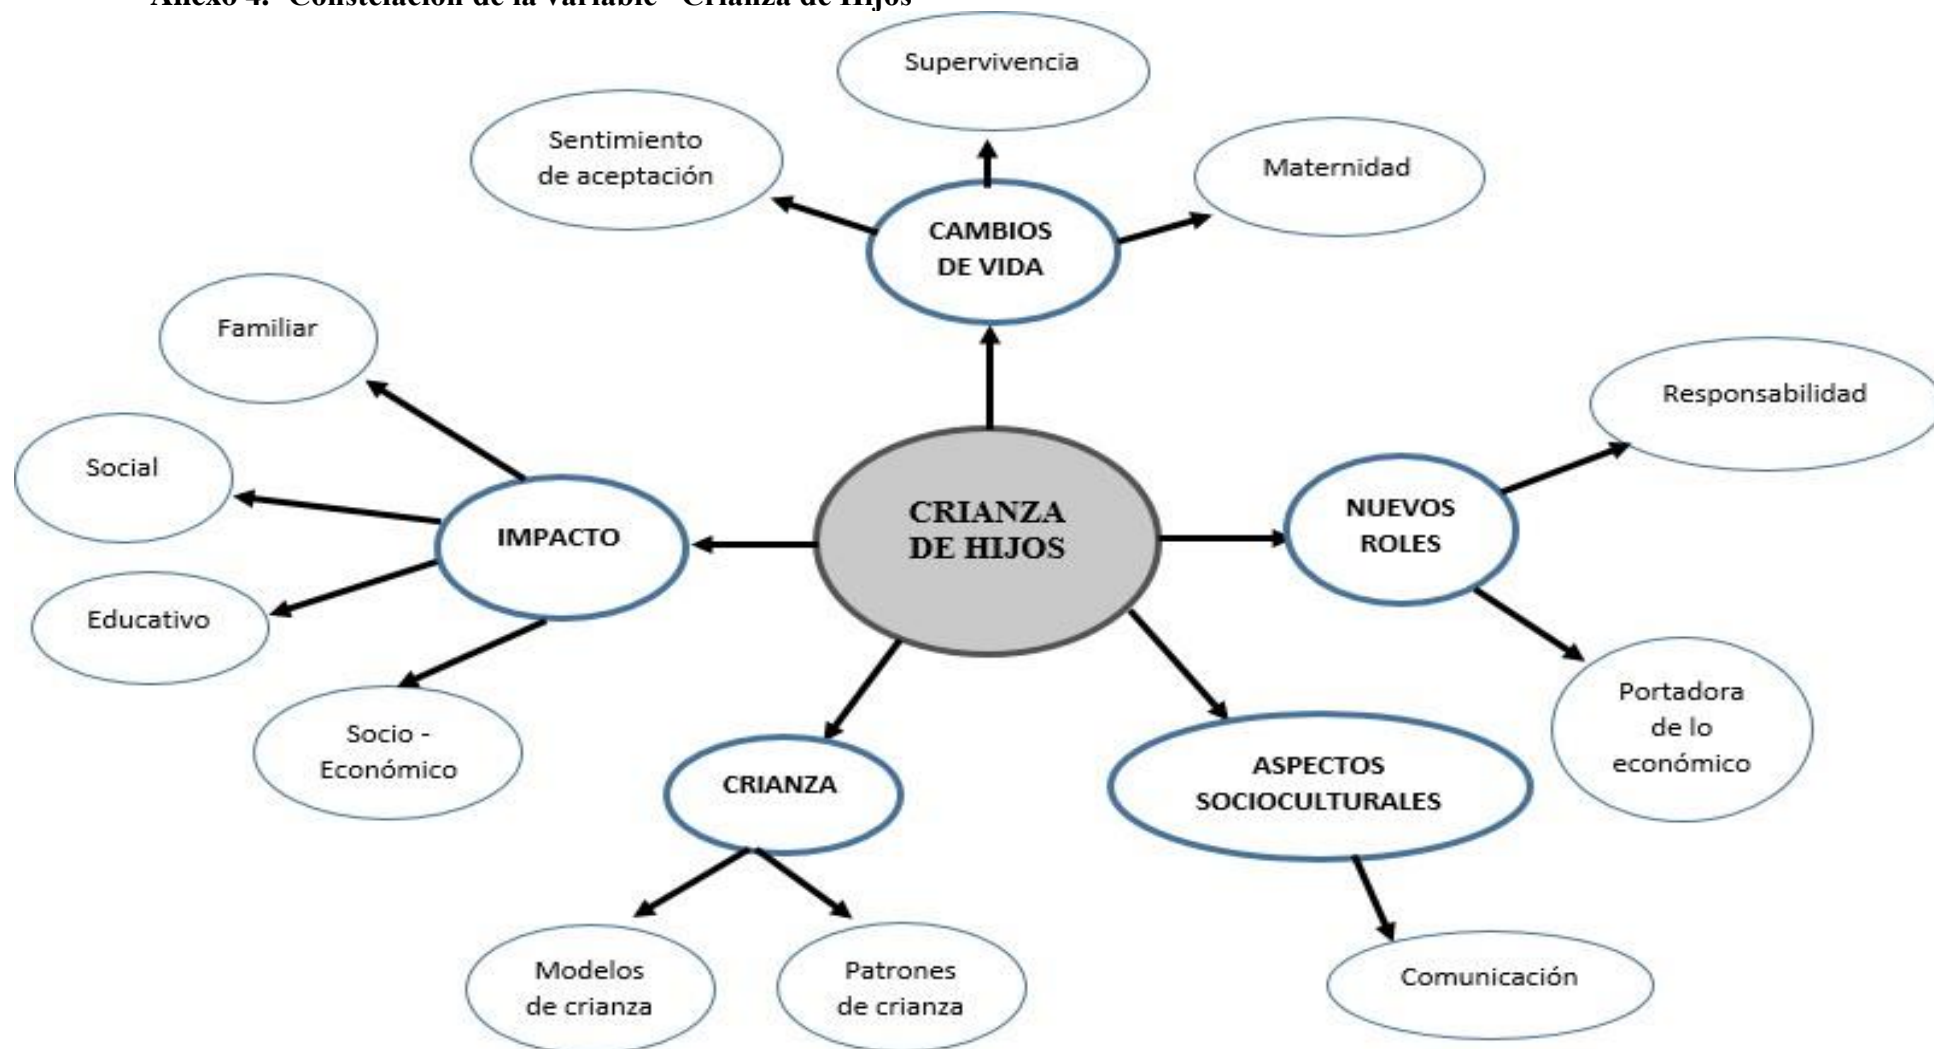 Anexo 4. Constelación de la variable "Crianza de Hijos"
Supervivencia
Sentimiento
de aceptación
Maternidad
CAMBIOS
DE VIDA
Familiar
Responsabilidad
Social
IMPACTO
CRIANZA
DE HIJOS
NUEVOS
ROLES
Educativo
Socio -
Económico
Portadora
de lo
económico
CRIANZA
ASPECTOS
SOCIOCULTURALES
Modelos
de crianza
Patrones
de crianza
Comunicación